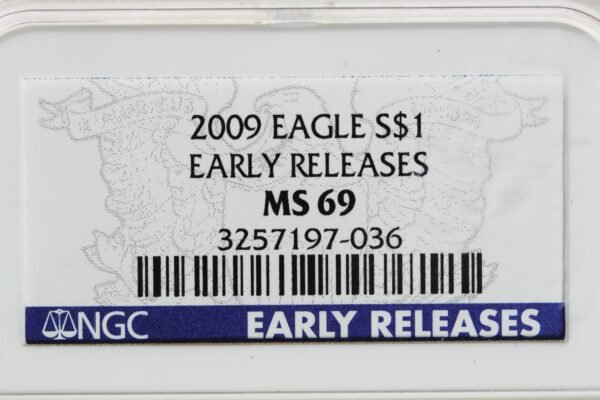 2009 EAGLE S$1
EARLY RELEASES
MS 69
3257197-036
NGC EARLY RELEASES